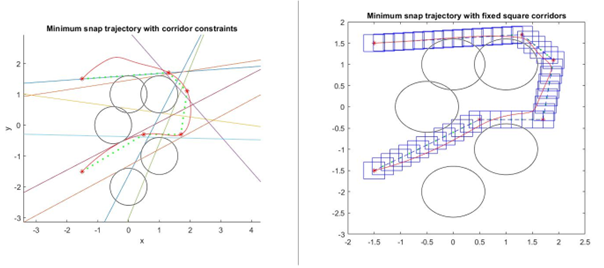 Minimum snap trajectory with corridor constraints
2
1
0
-1
-2
-3
y
-3 -2 -1 0 1 2 3 4
x
Minimum snap trajectory with fixed square corridors
2
1.5
1
0.5
0
-0.5
-1
-1.5
-2
-2.5
-3
-2 -1.5 -1 -0.5 0 0.5 1 1.5 2 2.5